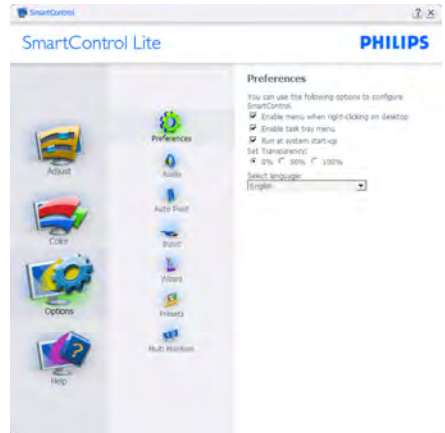 SmartControl
SmartControl Lite
PHILIPS
Adjust
Color
Options
Help
Preferences
Audio
Auto Pivot
Input
Wizard
Presets
Multi Monitors
Preferences
You can use the following options to configure
SmartControl.
Enable menu when right-clicking on desktop
Enable task tray menu
Run at system start-up
Set Transparency:
0% 50% 100%
Select language:
English